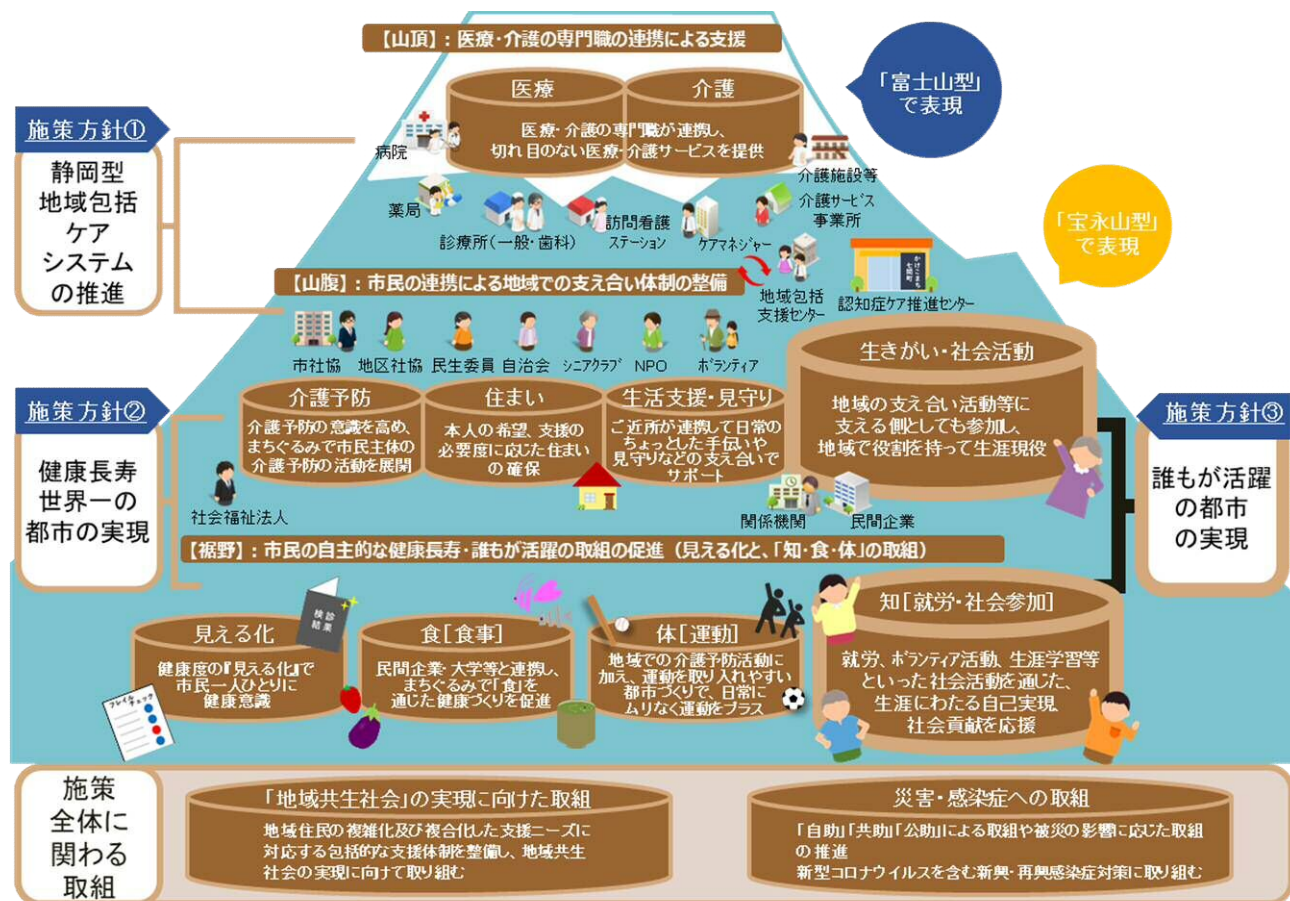 【山頂】：医療・介護の専門職の連携による支援
「富士山型」
で表現
医療
介護
医療・介護の専門職が連携し、
切れ目のない医療・介護サービスを提供
施策方針①
静岡型
地域包括
ケア
システム
の推進
病院
介護施設等
薬局
診療所（一般・歯科）
訪問看護
ステーション
ケアマネジャー
介護サービス
事業所
「宝永山型」
で表現
【山腹】：市民の連携による地域での支え合い体制の整備
地域包括
支援センター
かけこまち
七間町
認知症ケア推進センター
市社協
地区社協
民生委員
自治会
シニアクラブ
NPO
ボランティア
生きがい・社会活動
地域の支え合い活動等に
支える側としても参加し、
地域で役割を持って生涯現役
介護予防
介護予防の意識を高め、
まちぐるみで市民主体の
介護予防の活動を展開
住まい
本人の希望、支援の
必要度に応じた住まい
の確保
生活支援・見守り
ご近所が連携して日常の
ちょっとした手伝いや
見守りなどの支え合いで
サポート
施策方針②
健康長寿
世界一の
都市の実現
施策方針③
誰もが活躍
の都市
の実現
社会福祉法人
関係機関
民間企業
【裾野】：市民の自主的な健康長寿・誰もが活躍の取組の促進（見える化と、「知・食・体」の取組）
見える化
検診
結果
健康度の『見える化』で
市民一人ひとりに
健康意識
フレイル
チェック
食［食事］
民間企業・大学等と連携し、
まちぐるみで「食」を
通じた健康づくりを促進
体［運動］
地域での介護予防活動に
加え、運動を取り入れやすい
都市づくりで、日常に
ムリなく運動をプラス
知［就労・社会参加］
就労、ボランティア活動、生涯学習等
といった社会活動を通じた、
生涯にわたる自己実現、
社会貢献を応援
施策
全体に
関わる
取組
「地域共生社会」の実現に向けた取組
地域住民の複雑化及び複合化した支援ニーズに
対応する包括的な支援体制を整備し、地域共生
社会の実現に向けて取り組む
災害・感染症への取組
「自助」「共助」「公助」による取組や被災の影響に応じた取組
の推進
新型コロナウイルスを含む新興・再興感染症対策に取り組む